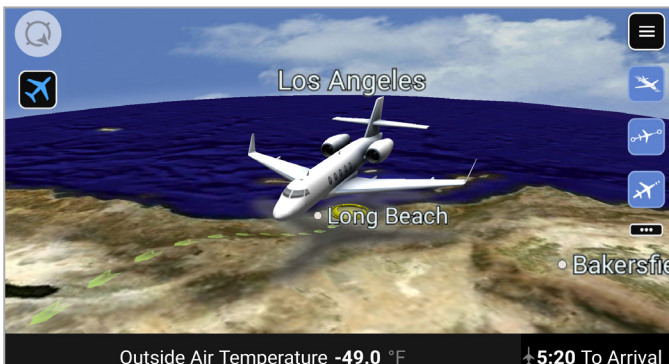 Los Angeles
Long Beach
Bakersfie
Outside Air Temperature -49.0 °F
5:20 To Arrival